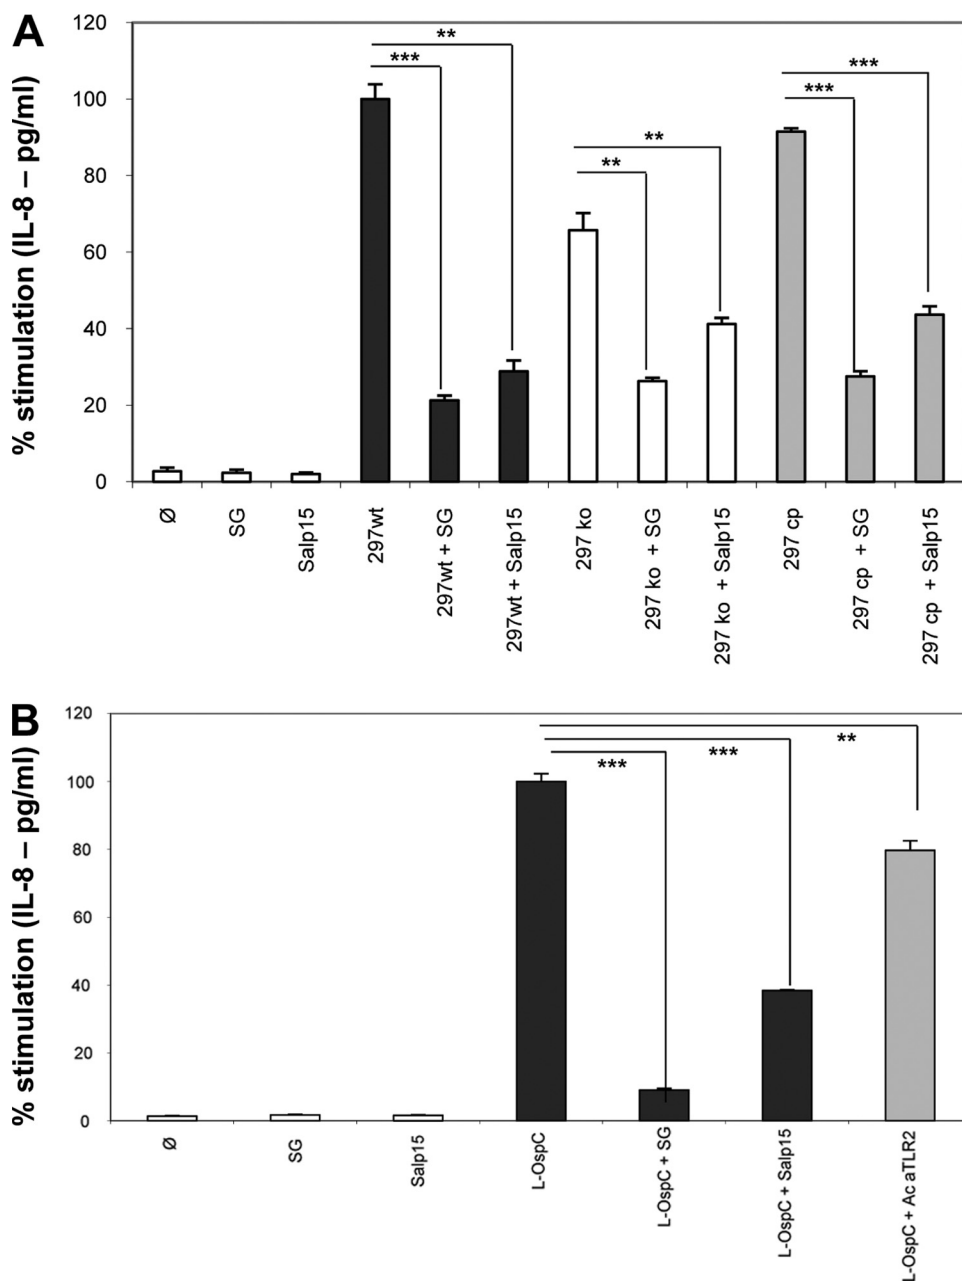 A
% stimulation (IL-8 – pg/ml)
120
100
80
60
40
20
0
**
***
**
**
***
***
Ø
SG
Salp15
297wt
297wt + SG
297wt + Salp15
297 ko
297 ko + SG
297 ko + Salp15
297 cp
297 cp + SG
297 cp + Salp15
B
% stimulation (IL-8 – pg/ml)
120
100
80
60
40
20
0
***
***
**
Ø
SG
Salp15
L-OspC
L-OspC + SG
L-OspC + Salp15
L-OspC + Ac aTLR2